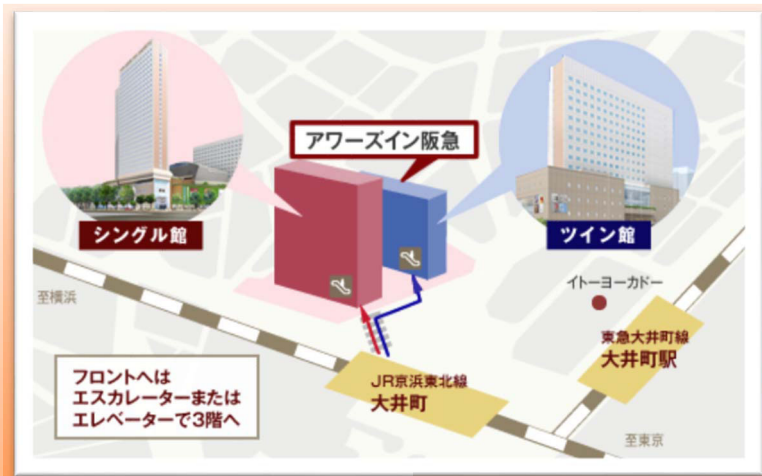 アワーズイン阪急
シングル館
ツイン館
イトーヨーカドー
至横浜
東急大井町線
大井町駅
JR京浜東北線
大井町
フロントへは
エスカレーターまたは
エレベーターで3階へ
至東京